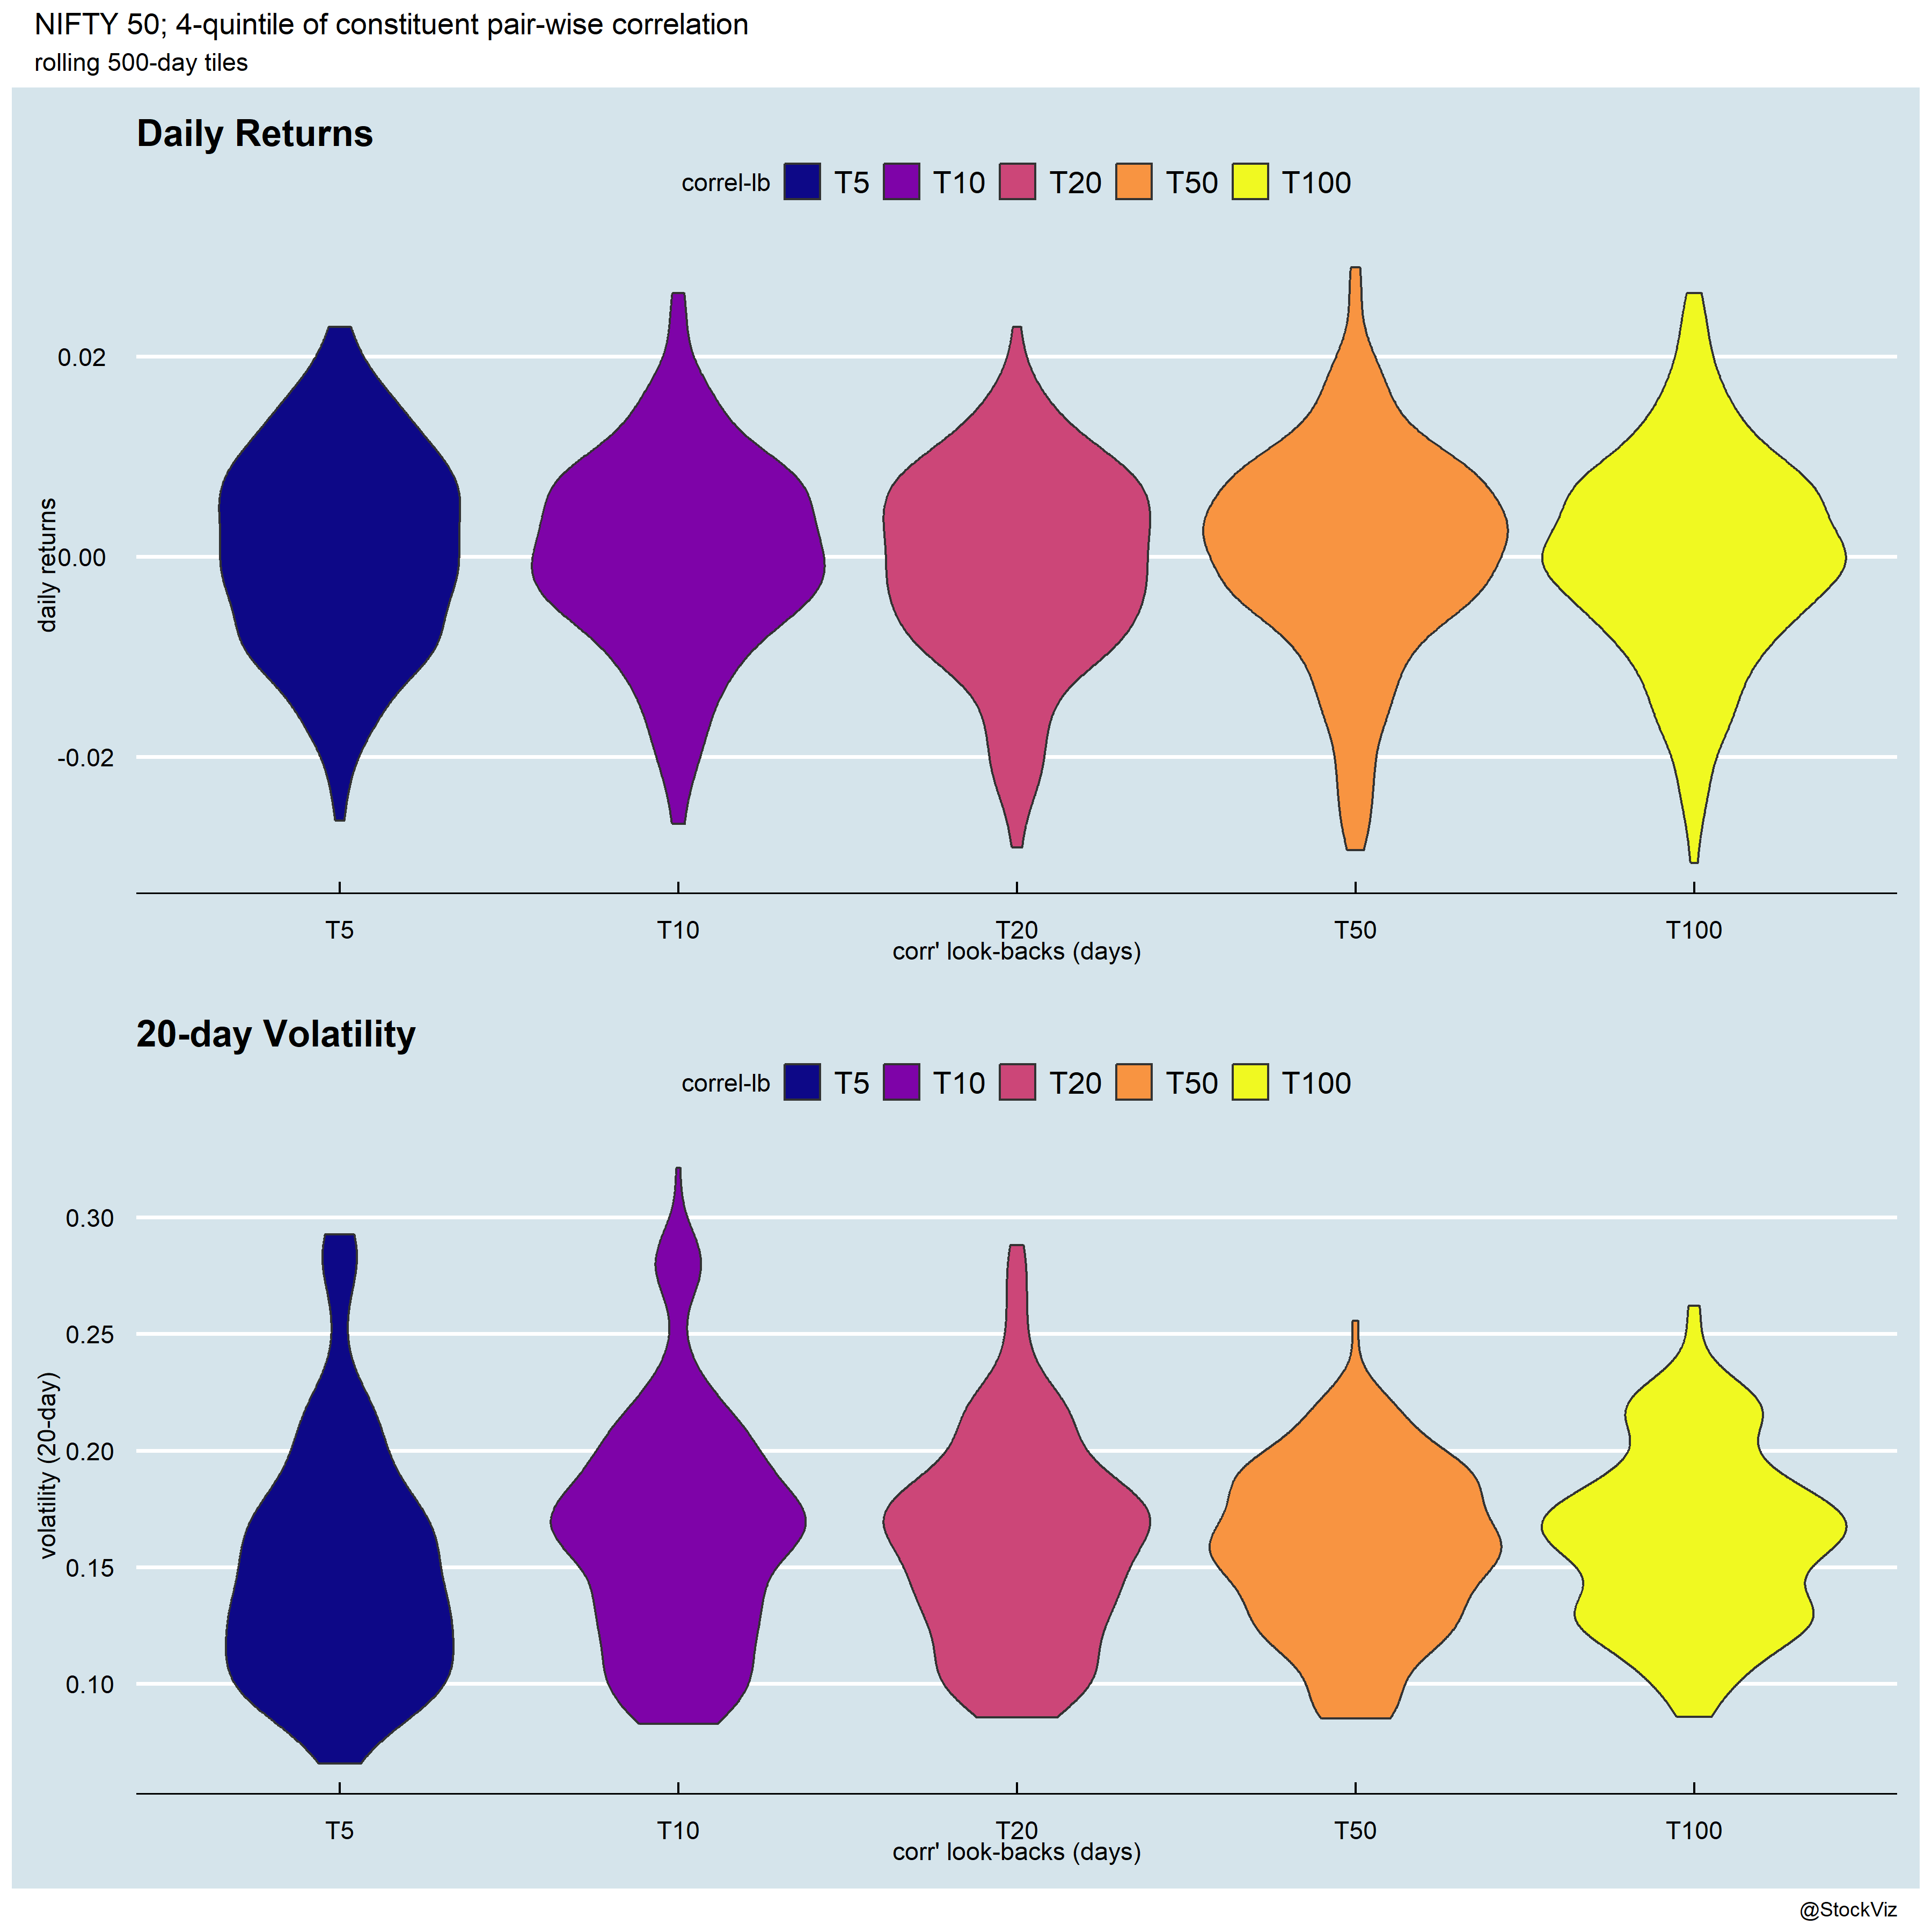 NIFTY 50; 4-quintile of constituent pair-wise correlation
rolling 500-day tiles
Daily Returns
correl-lb T5 T10 T20 T50 T100
daily returns
0.02
0.00
-0.02
T5 T10 T20 T50 T100
corr' look-backs (days)
20-day Volatility
correl-lb T5 T10 T20 T50 T100
volatility (20-day)
0.30
0.25
0.20
0.15
0.10
T5 T10 T20 T50 T100
corr' look-backs (days)
@StockViz